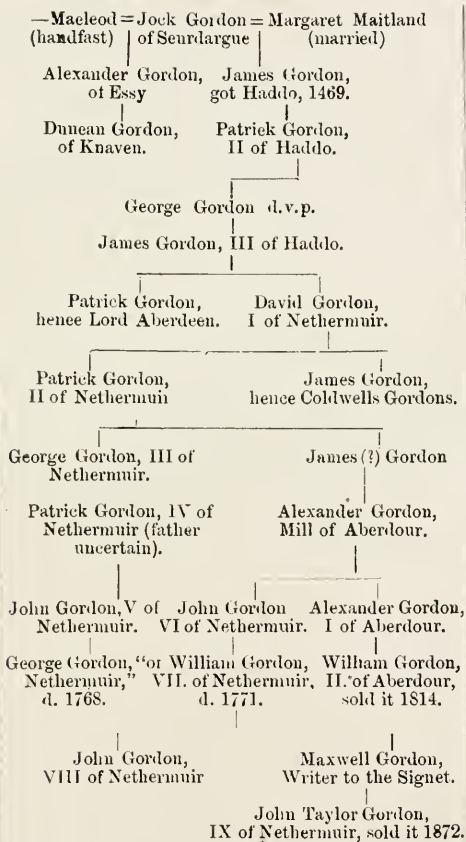 —Macleod = Jock Gordon = Margaret Maitland
(handfast) of Scurdargue (married)
Alexander Gordon, James Gordon,
of Essy got Haddo, 1469.
Duncan Gordon, Patrick Gordon,
of Knaven. II of Haddo.
George Gordon d.v.p.
James Gordon, III of Haddo.
Patrick Gordon, David Gordon,
hence Lord Aberdeen. I of Nethermuir.
Patrick Gordon, James Gordon,
II of Nethermuir hence Coldwells Gordons.
George Gordon, III of James (?) Gordon
Nethermuir.
Patrick Gordon, IV of Alexander Gordon,
Nethermuir (father Mill of Aberdour.
uncertain).
John Gordon, V of John Gordon Alexander Gordon,
Nethermuir. VI of Nethermuir. I of Aberdour.
George Gordon, "of William Gordon, William Gordon,
Nethermuir," VII. of Nethermuir, II. of Aberdour,
d. 1768. d. 1771. sold it 1814.
John Gordon, Maxwell Gordon,
VIII of Nethermuir Writer to the Signet.
John Taylor Gordon,
IX of Nethermuir, sold it 1872.